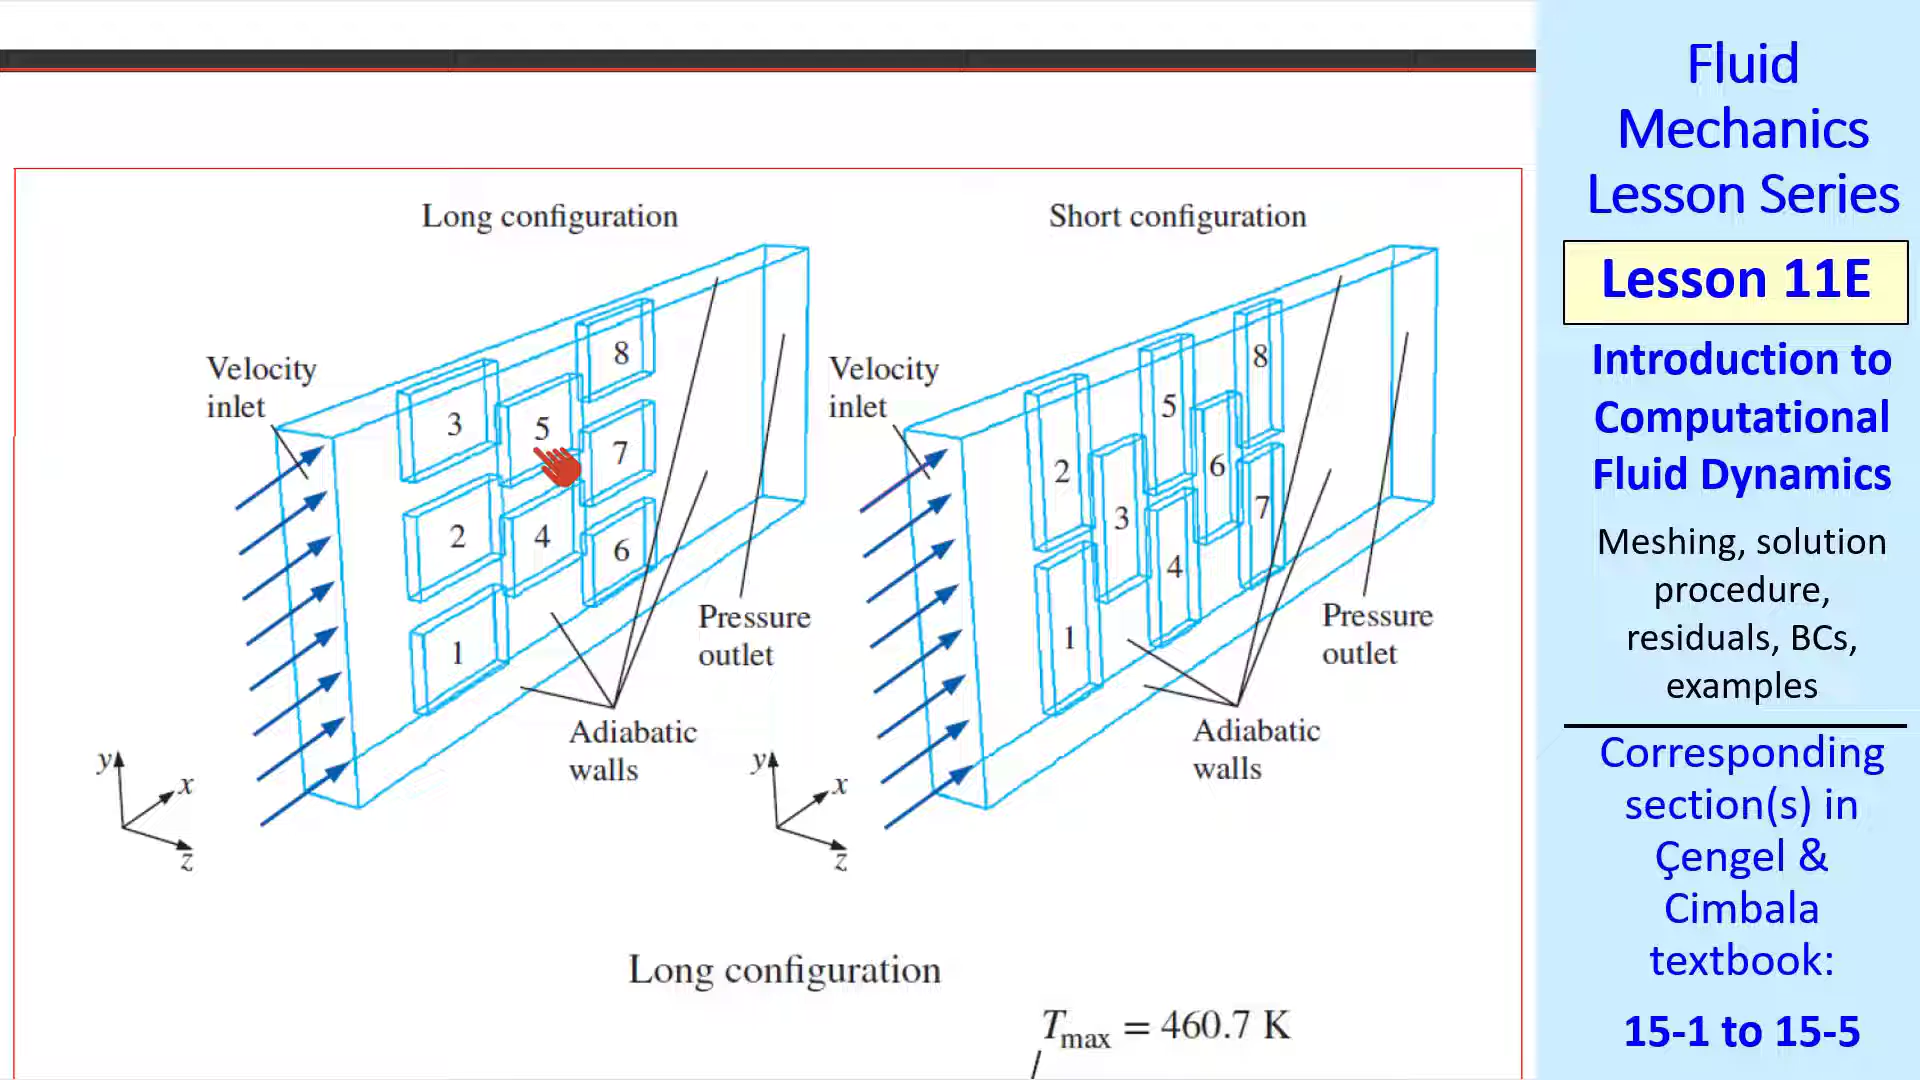 Long configuration
Velocity
inlet
3
5
8
2
4
7
1
6
Pressure
outlet
Adiabatic
walls
y
x
z
Short configuration
Velocity
inlet
2
5
8
3
6
1
4
7
Pressure
outlet
Adiabatic
walls
y
x
z
Long configuration
Tmax = 460.7 K
Fluid
Mechanics
Lesson Series
Lesson 11E
Introduction to
Computational
Fluid Dynamics
Meshing, solution
procedure,
residuals, BCs,
examples
Corresponding
section(s) in
Çengel &
Cimbala
textbook:
15-1 to 15-5